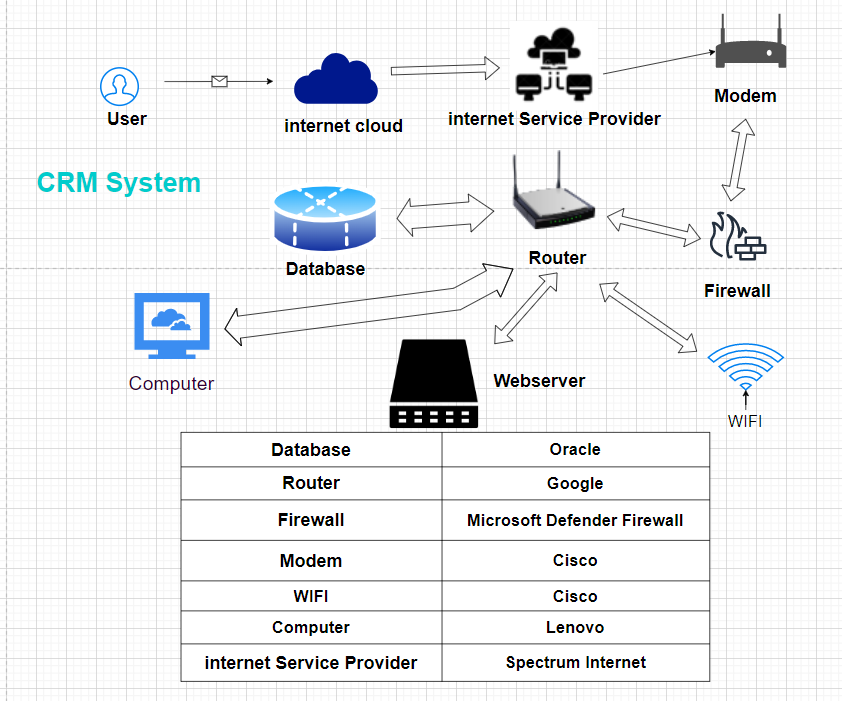 User
internet cloud
internet Service Provider
Modem
CRM System
Database
Router
Firewall
Computer
Webserver
WIFI
Database Oracle
Router Google
Firewall Microsoft Defender Firewall
Modem Cisco
WIFI Cisco
Computer Lenovo
internet Service Provider Spectrum Internet